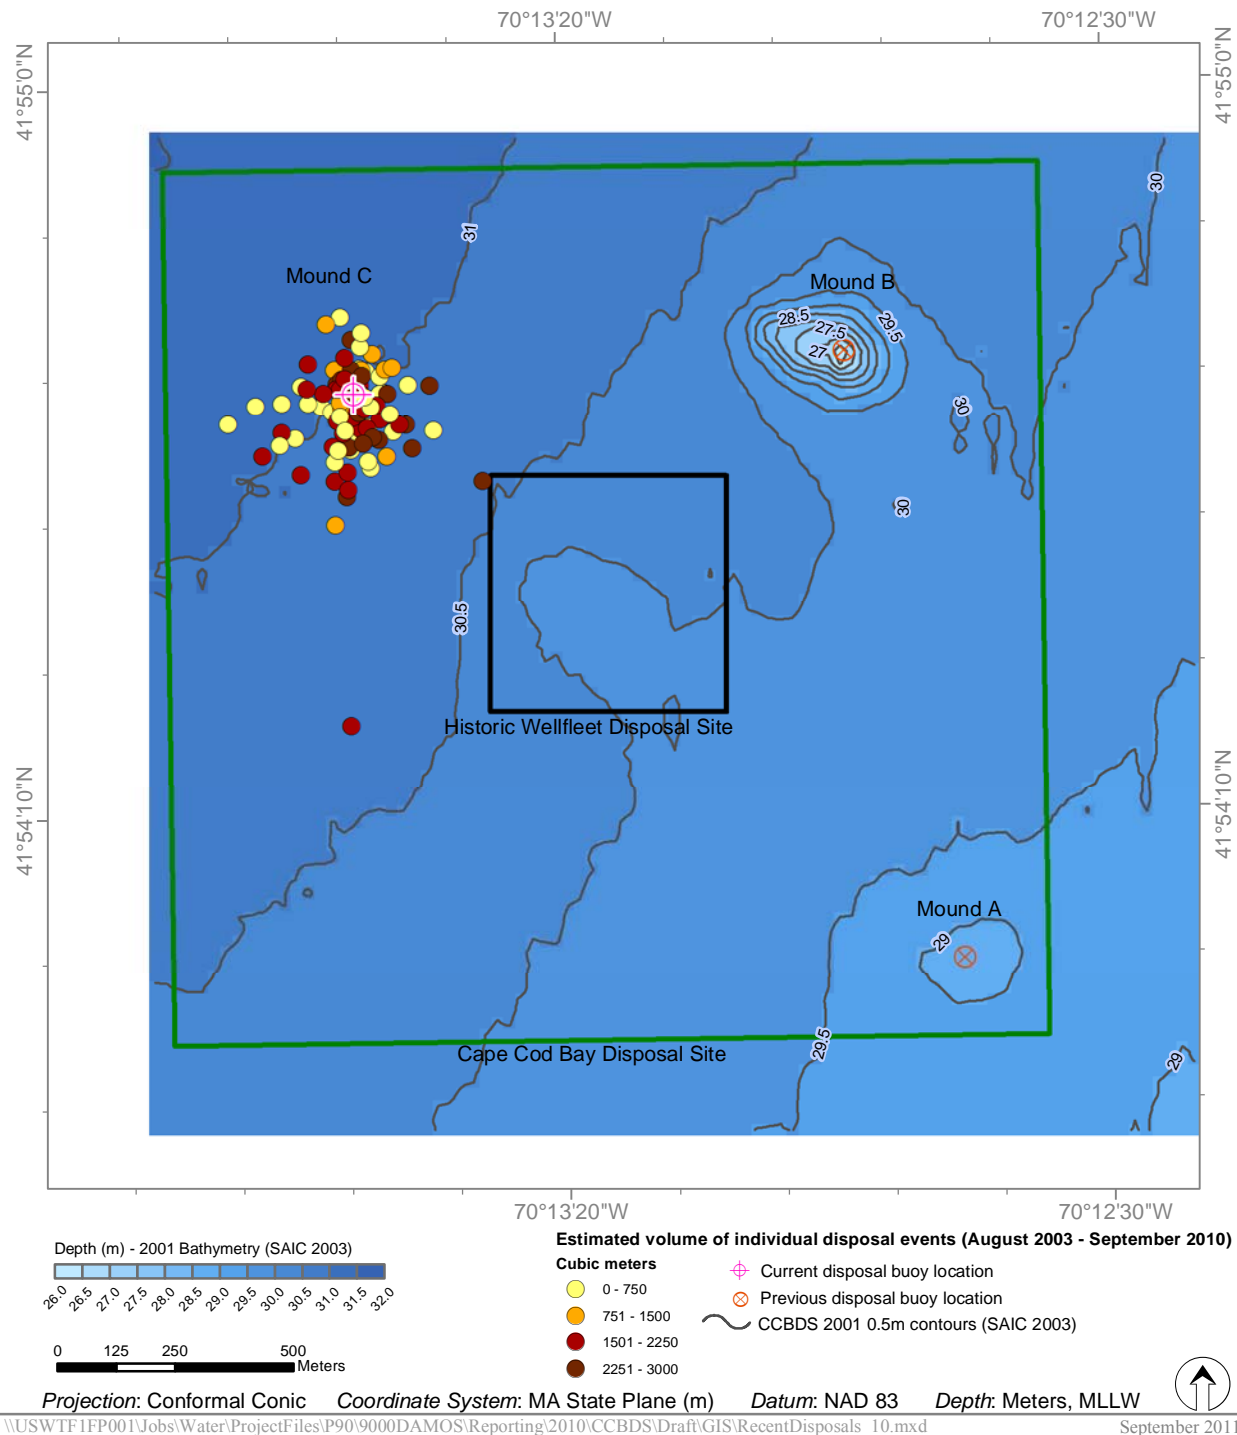 70°13'20"W
70°12'30"W
41°55'0"N
41°55'0"N
30
31
Mound C
Mound B
28.5
29.5
27.5
27
30
30
30.5
Historic Wellfleet Disposal Site
41°54'10"N
41°54'10"N
Mound A
29
29.5
Cape Cod Bay Disposal Site
29
70°13'20"W
70°12'30"W
Depth (m) - 2001 Bathymetry (SAIC 2003)
26.0 26.5 27.0 27.5 28.0 28.5 29.0 29.5 30.0 30.5 31.0 31.5 32.0
0 125 250 500
Meters
Estimated volume of individual disposal events (August 2003 - September 2010)
Cubic meters
0 - 750
751 - 1500
1501 - 2250
2251 - 3000
Current disposal buoy location
Previous disposal buoy location
CCBDS 2001 0.5m contours (SAIC 2003)
Projection: Conformal Conic Coordinate System: MA State Plane (m) Datum: NAD 83 Depth: Meters, MLLW
\\USWTF1FP001\Jobs\Water\ProjectFiles\P90\9000DAMOS\Reporting\2010\CCBDS\Draft\GIS\RecentDisposals_10.mxd September 2011